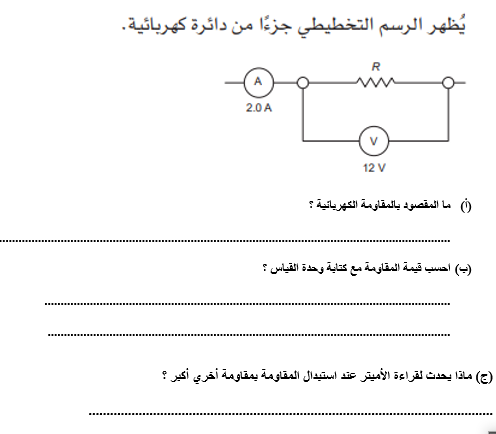 يُظهر الرسم التخطيطي جزءًا من دائرة كهربائية.
R
A
2.0 A
V
12 V
(أ) ما المقصود بالمقاومة الكهربائية ؟
(ب) احسب قيمة المقاومة مع كتابة وحدة القياس ؟
(ج) ماذا يحدث لقراءة الأميتر عند استبدال المقاومة بمقاومة أخري أكبر ؟